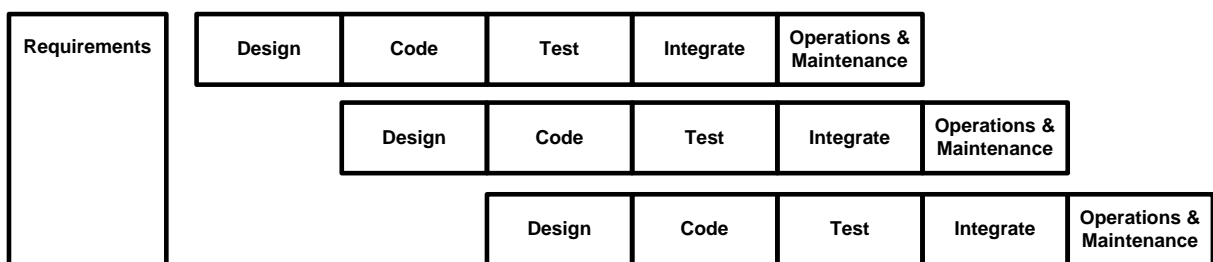 Requirements
Design
Code
Test
Integrate
Operations &
Maintenance
Design
Code
Test
Integrate
Operations &
Maintenance
Design
Code
Test
Integrate
Operations &
Maintenance